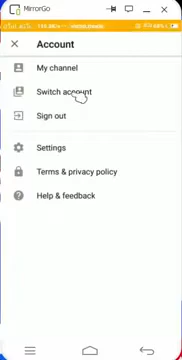 MirrorGo
Account
My channel
Switch account
Sign out
Settings
Terms & privacy policy
Help & feedback